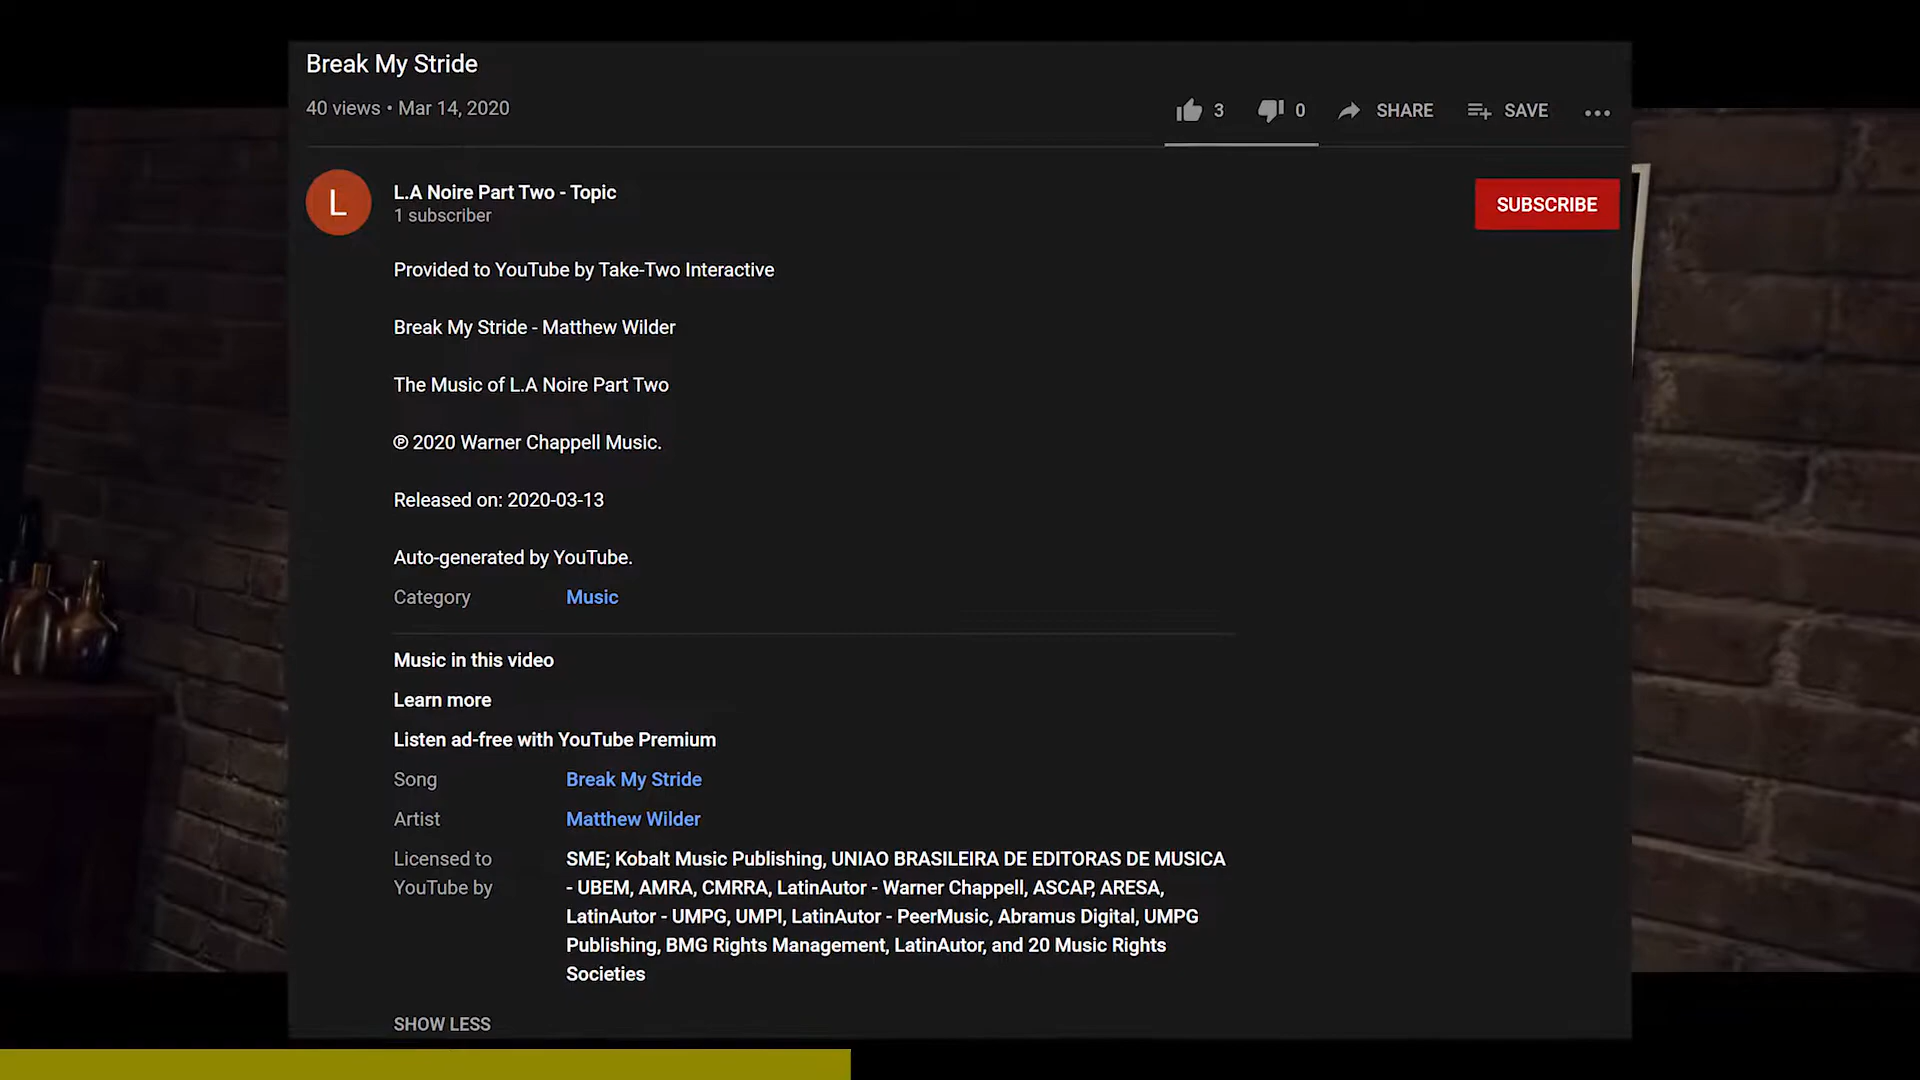 Break My Stride
40 views • Mar 14, 2020
3 0 SHARE SAVE
L
L.A Noire Part Two - Topic
1 subscriber
SUBSCRIBE
Provided to YouTube by Take-Two Interactive
Break My Stride - Matthew Wilder
The Music of L.A Noire Part Two
℗ 2020 Warner Chappell Music.
Released on: 2020-03-13
Auto-generated by YouTube.
Category Music
Music in this video
Learn more
Listen ad-free with YouTube Premium
Song Break My Stride
Artist Matthew Wilder
Licensed to YouTube by
SME; Kobalt Music Publishing, UNIAO BRASILEIRA DE EDITORAS DE MUSICA
- UBEM, AMRA, CMRRA, LatinAutor - Warner Chappell, ASCAP, ARESA,
LatinAutor - UMPG, UMPI, LatinAutor - PeerMusic, Abramus Digital, UMPG
Publishing, BMG Rights Management, LatinAutor, and 20 Music Rights
Societies
SHOW LESS